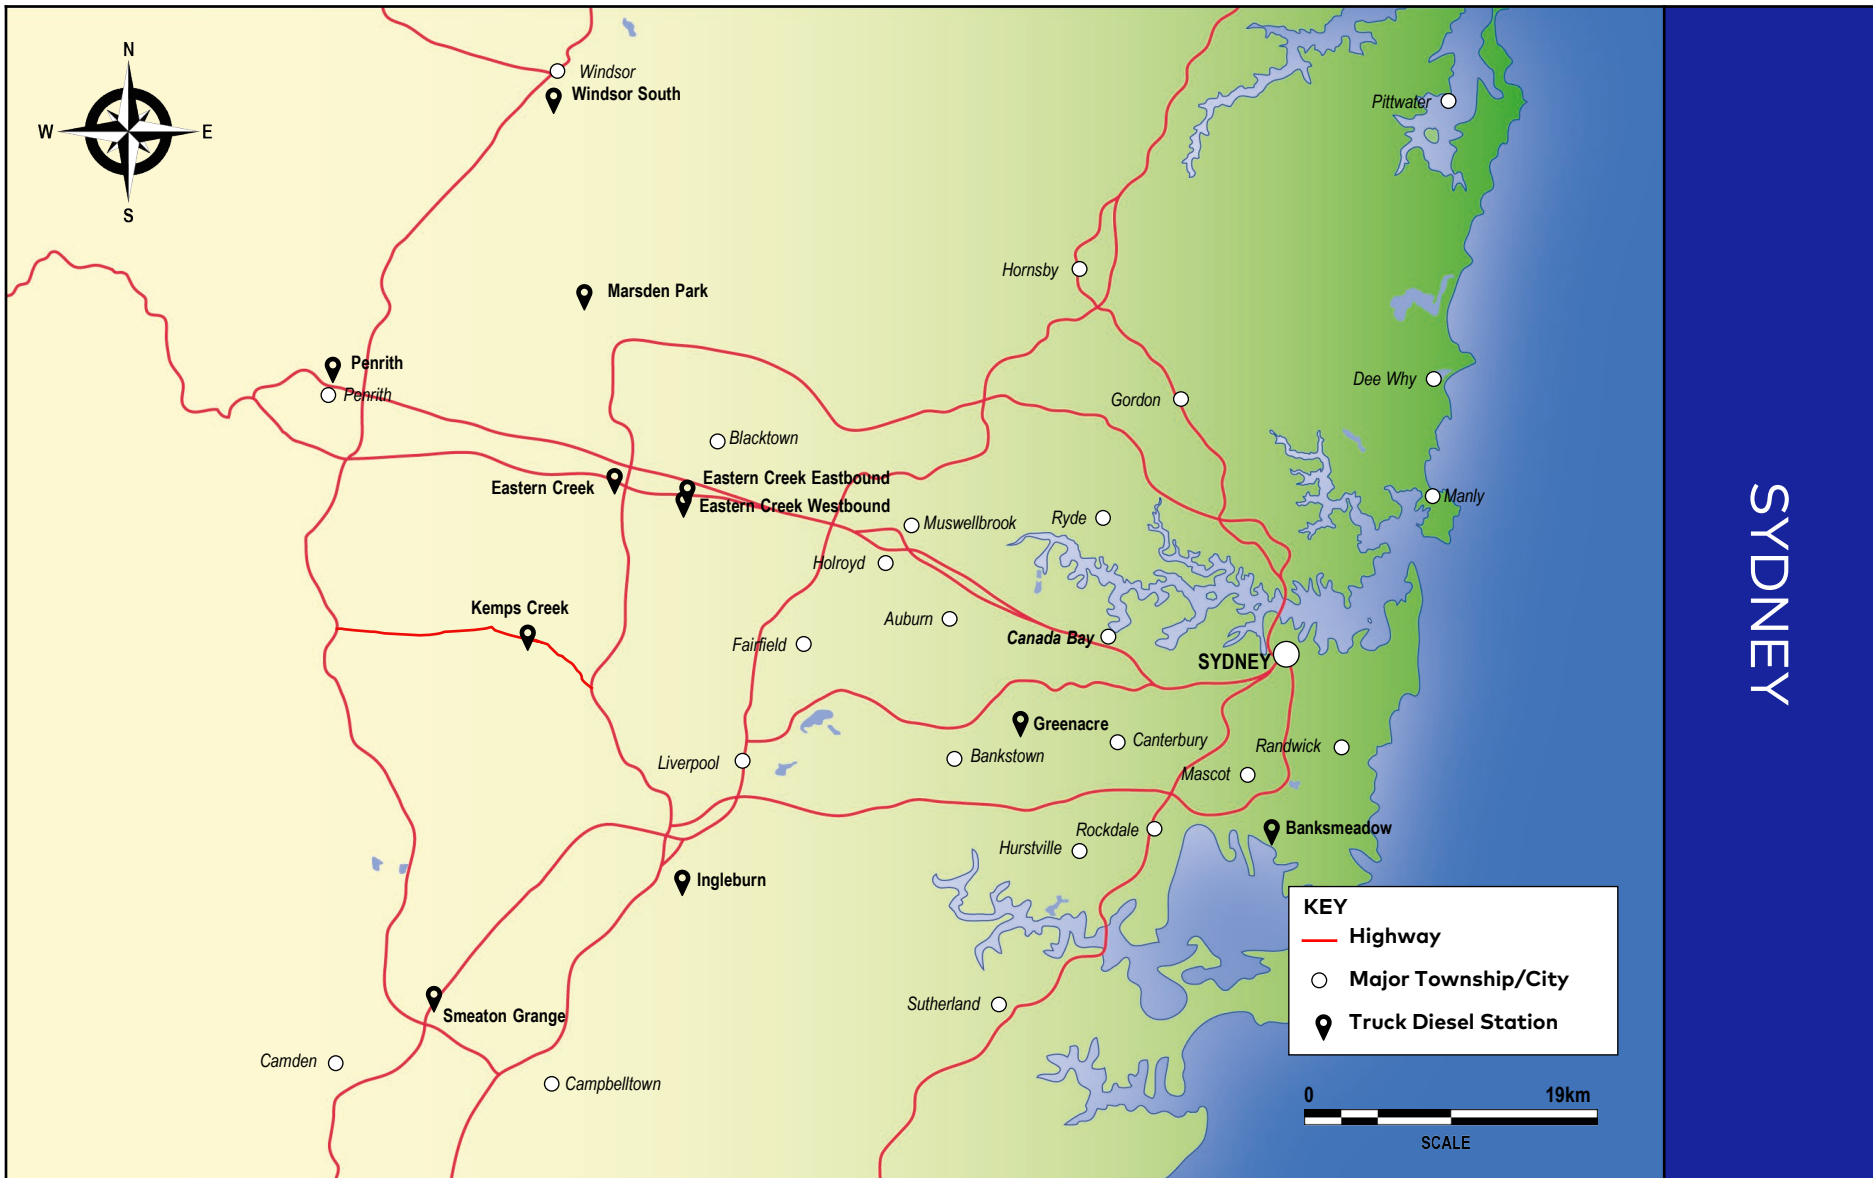 N
W
E
S
Windsor
Windsor South
Pittwater
Hornsby
Marsden Park
Penrith
Penrith
Dee Why
Gordon
Blacktown
Eastern Creek
Eastern Creek Eastbound
Eastern Creek Westbound
Manly
Muswellbrook
Ryde
Holroyd
Kemps Creek
Auburn
Fairfield
Canada Bay
SYDNEY
SYDNEY
Greenacre
Canterbury
Randwick
Liverpool
Bankstown
Mascot
Rockdale
Banksmeadow
Hurstville
Ingleburn
KEY
Highway
Major Township/City
Truck Diesel Station
Smeaton Grange
Sutherland
Camden
Campbelltown
0
19km
SCALE